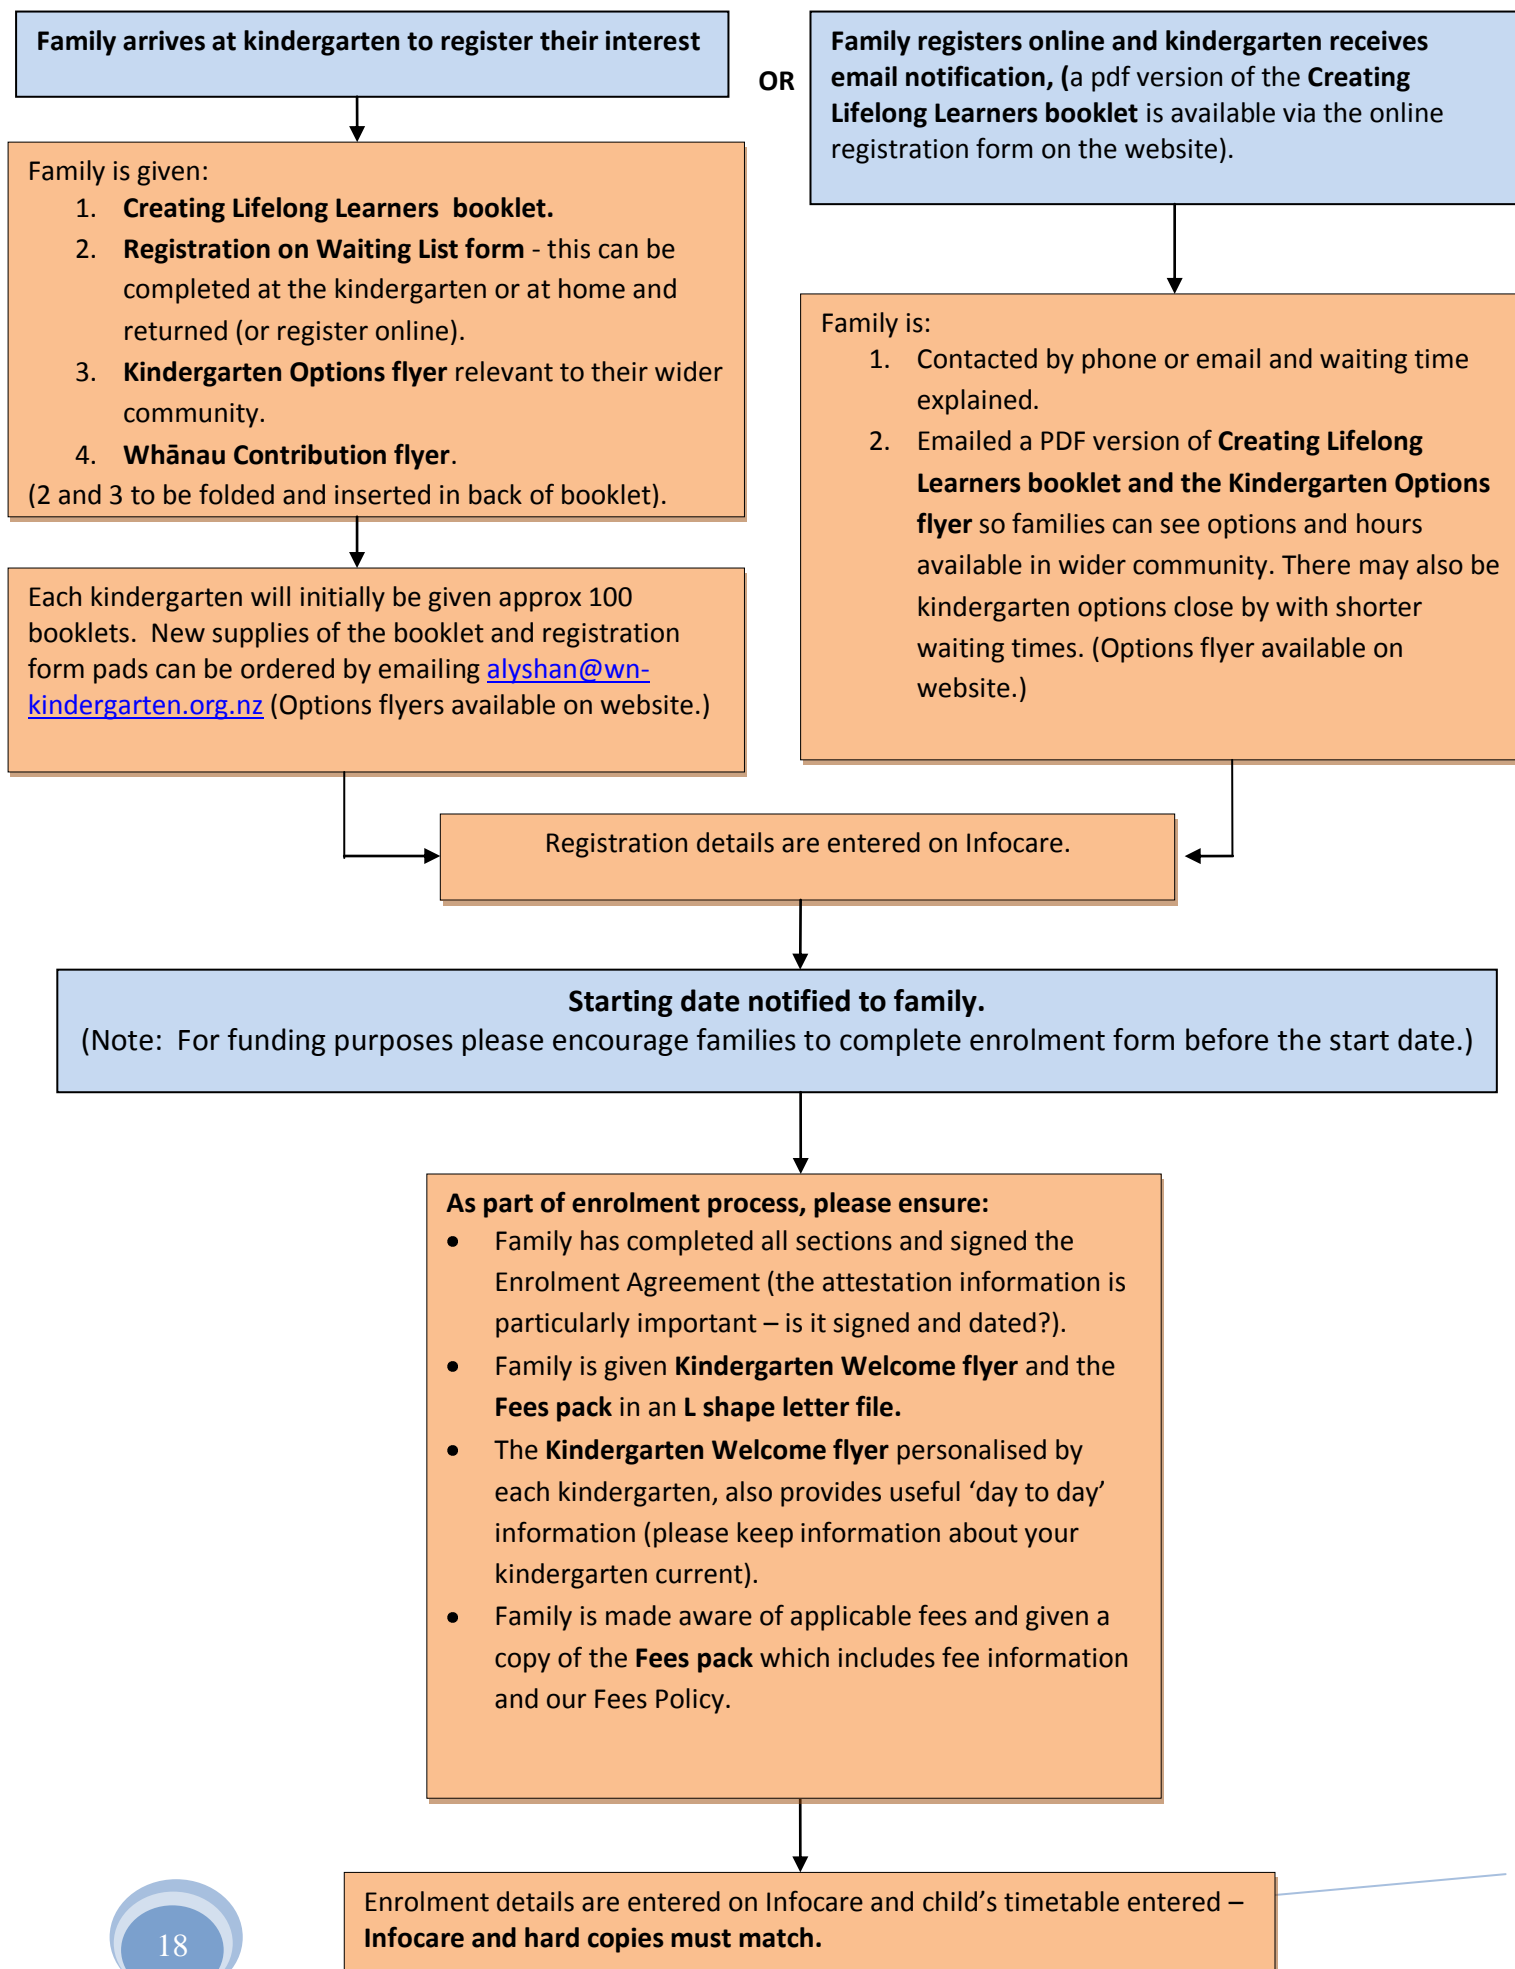 Family arrives at kindergarten to register their interest
OR
Family registers online and kindergarten receives
email notification, (a pdf version of the Creating
Lifelong Learners booklet is available via the online
registration form on the website).
Family is given:
1. Creating Lifelong Learners booklet.
2. Registration on Waiting List form - this can be
completed at the kindergarten or at home and
returned (or register online).
3. Kindergarten Options flyer relevant to their wider
community.
4. Whānau Contribution flyer.
(2 and 3 to be folded and inserted in back of booklet).
Family is:
1. Contacted by phone or email and waiting time
explained.
2. Emailed a PDF version of Creating Lifelong
Learners booklet and the Kindergarten Options
flyer so families can see options and hours
available in wider community. There may also be
kindergarten options close by with shorter
waiting times. (Options flyer available on
website.)
Each kindergarten will initially be given approx 100
booklets. New supplies of the booklet and registration
form pads can be ordered by emailing alyshan@wn-
kindergarten.org.nz (Options flyers available on website.)
Registration details are entered on Infocare.
Starting date notified to family.
(Note: For funding purposes please encourage families to complete enrolment form before the start date.)
As part of enrolment process, please ensure:
• Family has completed all sections and signed the
Enrolment Agreement (the attestation information is
particularly important – is it signed and dated?).
• Family is given Kindergarten Welcome flyer and the
Fees pack in an L shape letter file.
• The Kindergarten Welcome flyer personalised by
each kindergarten, also provides useful ‘day to day’
information (please keep information about your
kindergarten current).
• Family is made aware of applicable fees and given a
copy of the Fees pack which includes fee information
and our Fees Policy.
Enrolment details are entered on Infocare and child’s timetable entered –
Infocare and hard copies must match.
18